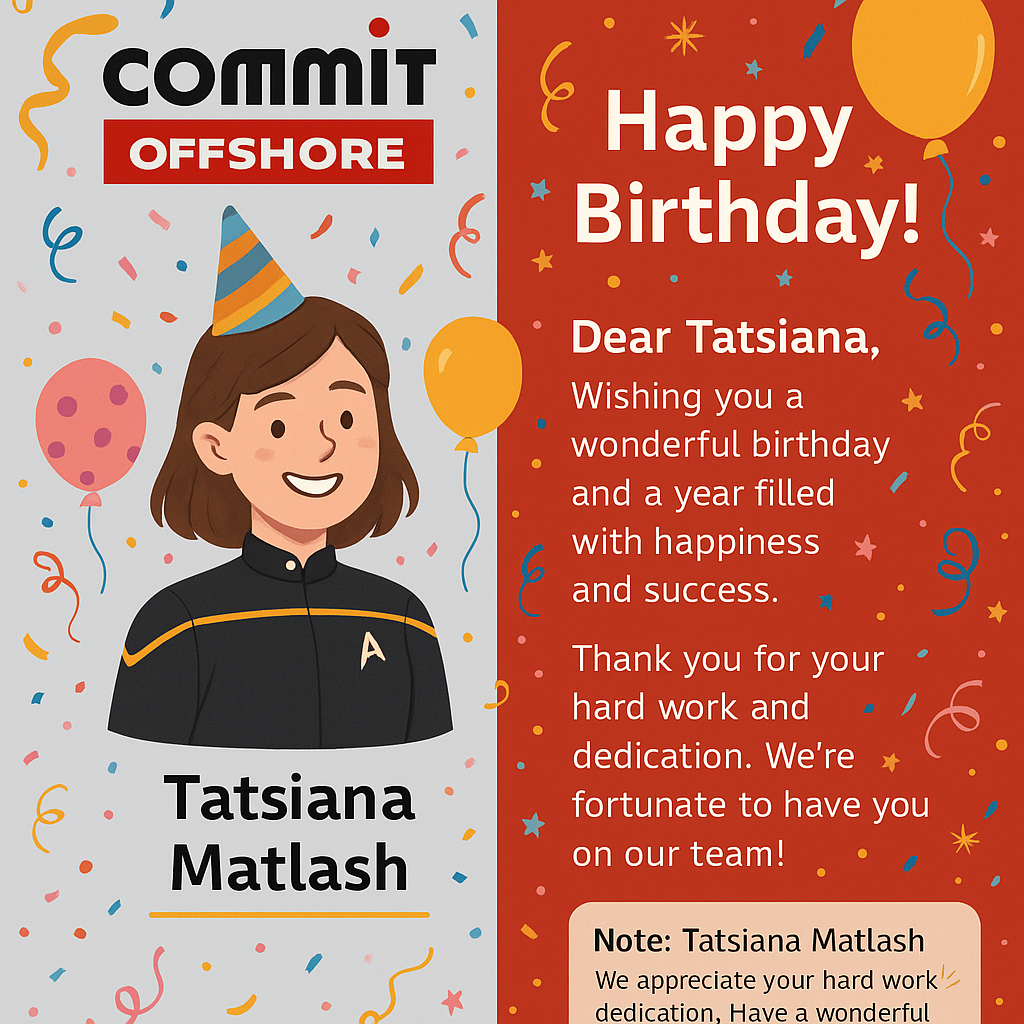 COMMIT
OFFSHORE
Tatsiana
Matlash
Happy
Birthday!
Dear Tatsiana,
Wishing you a
wonderful birthday
and a year filled
with happiness
and success.
Thank you for your
hard work and
dedication. We're
fortunate to have you
on our team!
Note: Tatsiana Matlash
We appreciate your hard work
dedication, Have a wonderful